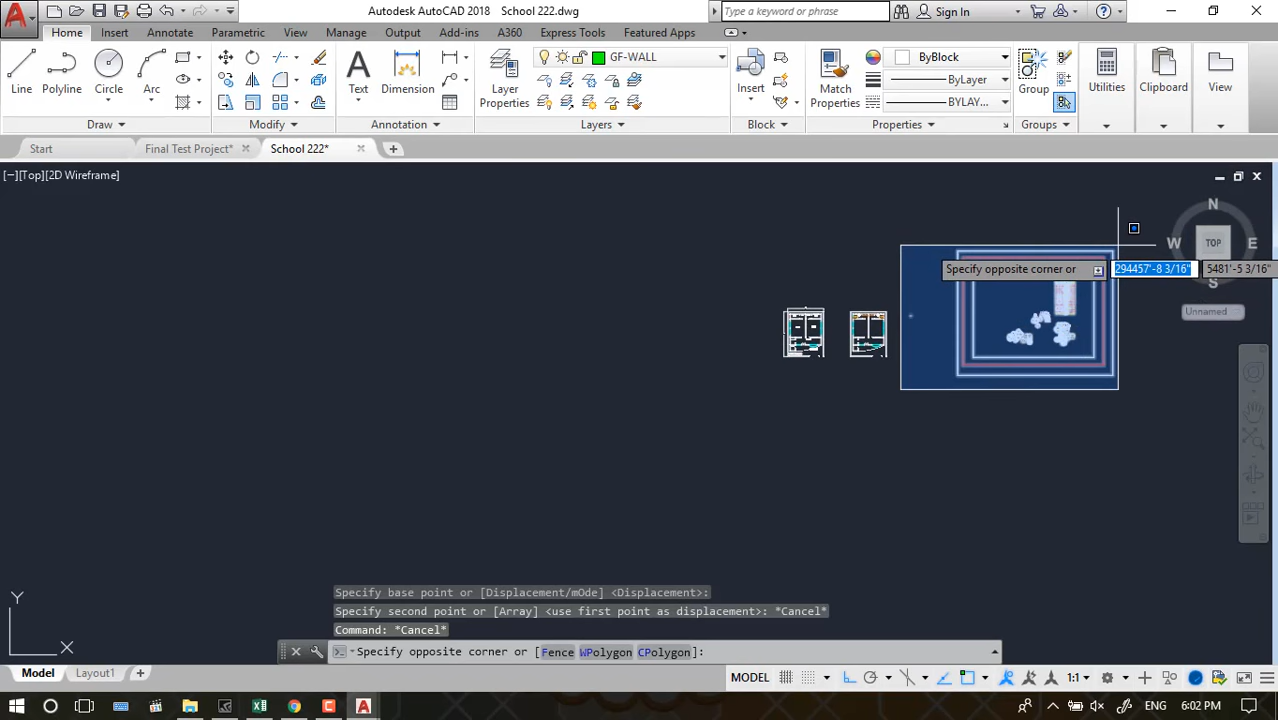 Autodesk AutoCAD 2018 School 222.dwg
Type a keyword or phrase
Sign In
Home Insert Annotate Parametric View Manage Output Add-ins A360 Express Tools Featured Apps
Line Polyline Circle Arc
Draw
Modify
Text Dimension
Annotation
Layer Properties
GF-WALL
Layers
Insert
Block
Match Properties
ByBlock
ByLayer
BYLAY...
Properties
Group
Groups
Utilities
Clipboard
View
Start Final Test Project* School 222*
[−][Top][2D Wireframe]
N
W TOP E
S
Unnamed
Specify opposite corner or 294457'-8 3/16" 5481'-5 3/16"
Y
X
Specify base point or [Displacement/mOde] <Displacement>:
Specify second point or [Array] <use first point as displacement>: *Cancel*
Command: *Cancel*
Specify opposite corner or [Fence WPolygon CPolygon]:
Model Layout1
MODEL 1:1
ENG 6:02 PM